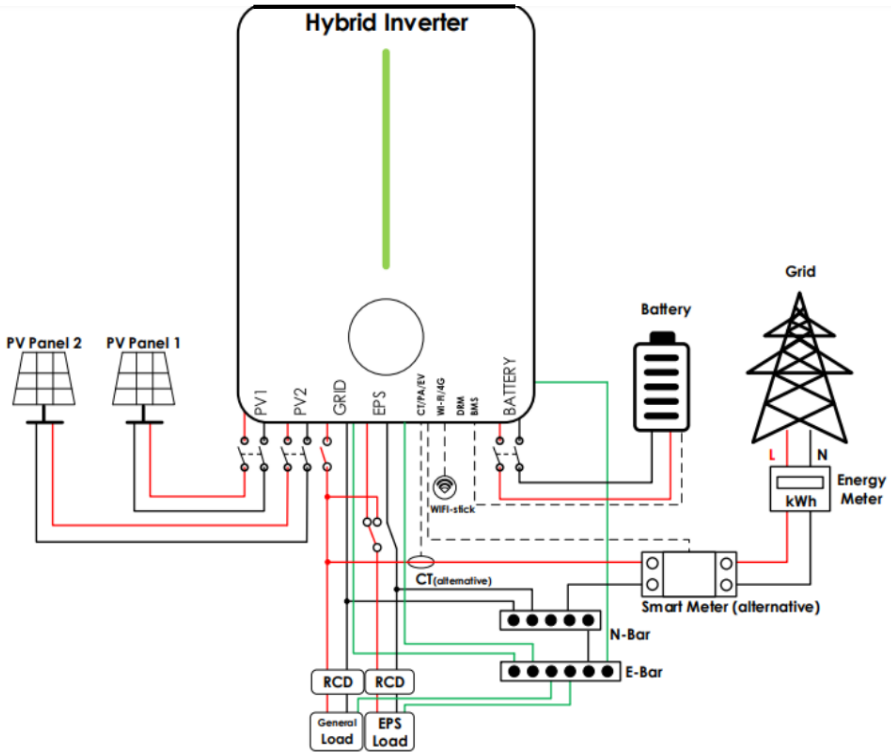 Hybrid Inverter
Grid
Battery
PV Panel 2
PV Panel 1
PV1
PV2
GRID
EPS
CT/PA/EV
WI-FI/4G
DRM
BMS
BATTERY
L
N
kWh
Energy
Meter
WIFI-stick
CT(alternative)
Smart Meter (alternative)
N-Bar
E-Bar
RCD
RCD
General
Load
EPS
Load